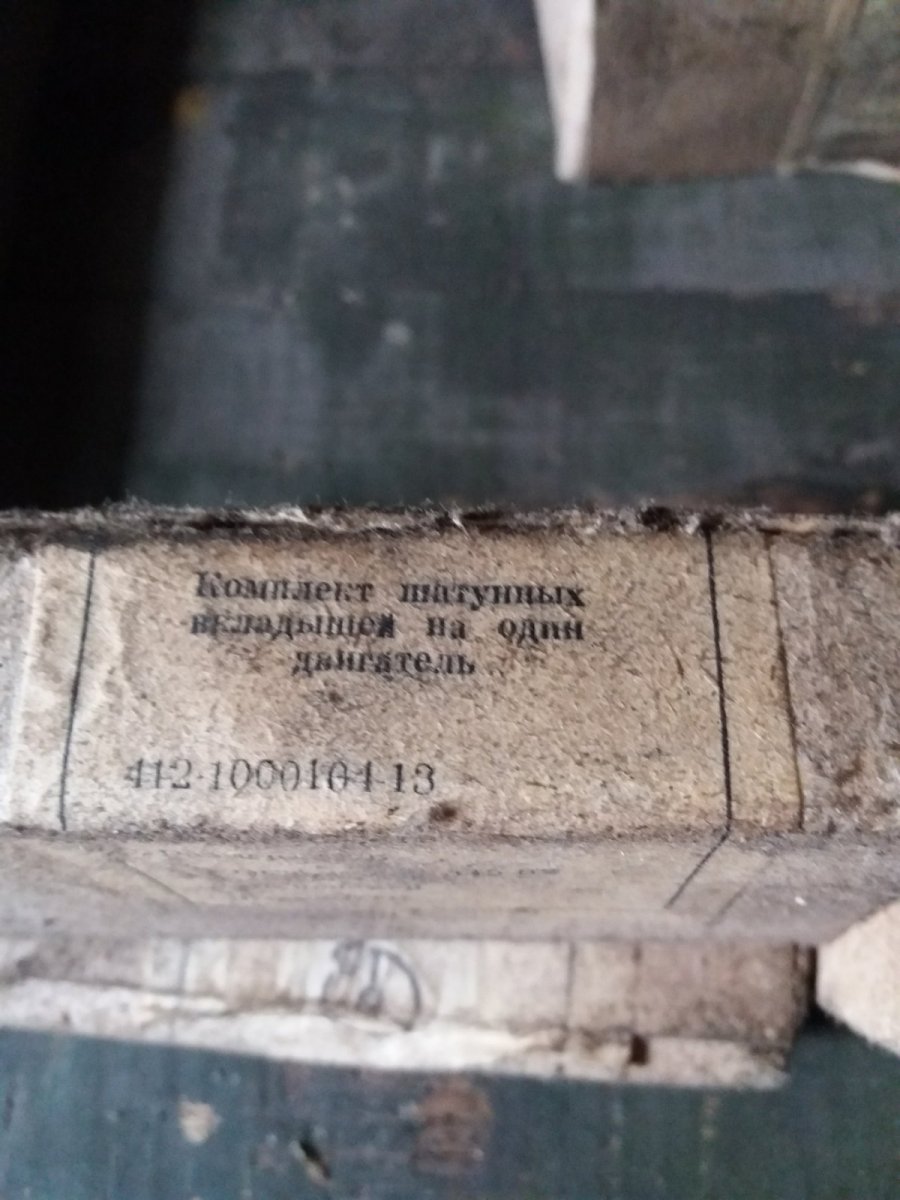 Комплект шатунных
вкладышей на один
двигатель
412-1000104-13